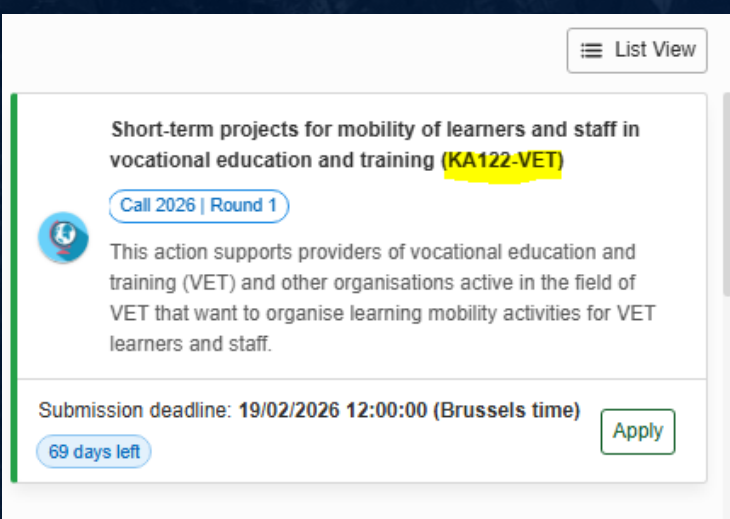 List View
Short-term projects for mobility of learners and staff in
vocational education and training (KA122-VET)
Call 2026 | Round 1
This action supports providers of vocational education and
training (VET) and other organisations active in the field of
VET that want to organise learning mobility activities for VET
learners and staff.
Submission deadline: 19/02/2026 12:00:00 (Brussels time)
Apply
69 days left